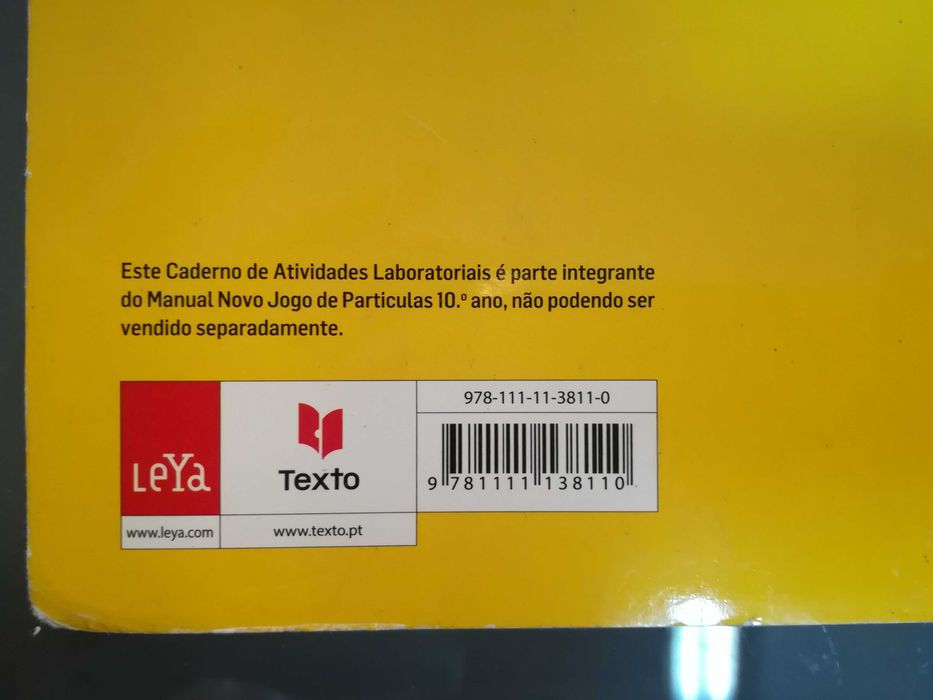 Este Caderno de Atividades Laboratoriais é parte integrante
do Manual Novo Jogo de Particulas 10.º ano, não podendo ser
vendido separadamente.
978-111-11-3811-0
LeYa
Texto
9 781111 138110
www.leya.com
www.texto.pt